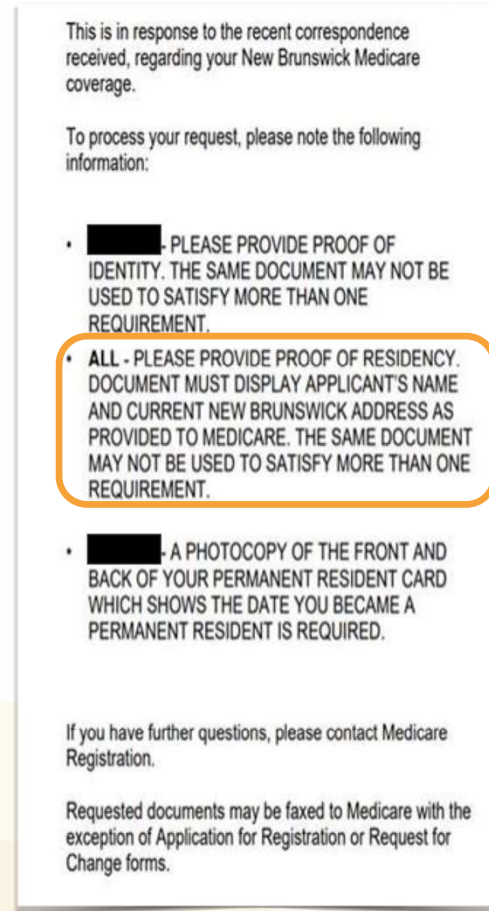 This is in response to the recent correspondence
received, regarding your New Brunswick Medicare
coverage.
To process your request, please note the following
information:
• - PLEASE PROVIDE PROOF OF
IDENTITY. THE SAME DOCUMENT MAY NOT BE
USED TO SATISFY MORE THAN ONE
REQUIREMENT.
• ALL - PLEASE PROVIDE PROOF OF RESIDENCY.
DOCUMENT MUST DISPLAY APPLICANT'S NAME
AND CURRENT NEW BRUNSWICK ADDRESS AS
PROVIDED TO MEDICARE. THE SAME DOCUMENT
MAY NOT BE USED TO SATISFY MORE THAN ONE
REQUIREMENT.
• - A PHOTOCOPY OF THE FRONT AND
BACK OF YOUR PERMANENT RESIDENT CARD
WHICH SHOWS THE DATE YOU BECAME A
PERMANENT RESIDENT IS REQUIRED.
If you have further questions, please contact Medicare
Registration.
Requested documents may be faxed to Medicare with the
exception of Application for Registration or Request for
Change forms.